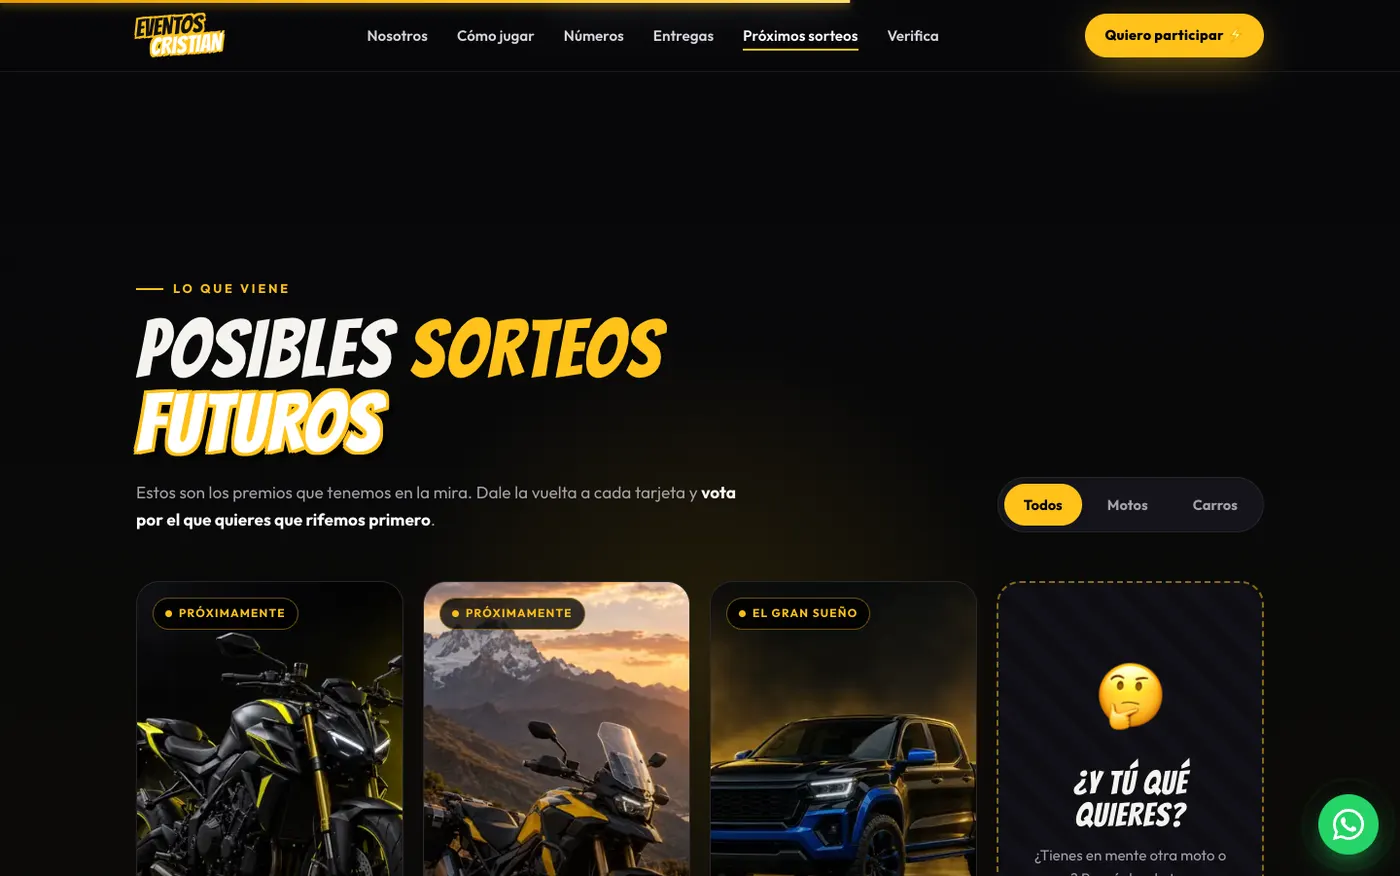 EVENTOS
CRISTIAN
Nosotros
Cómo jugar
Números
Entregas
Próximos sorteos
Verifica
Quiero participar ⚡
LO QUE VIENE
POSIBLES SORTEOS
FUTUROS
Estos son los premios que tenemos en la mira. Dale la vuelta a cada tarjeta y vota
por el que quieres que rifemos primero.
Todos
Motos
Carros
PRÓXIMAMENTE
PRÓXIMAMENTE
EL GRAN SUEÑO
¿Y TÚ QUÉ
QUIERES?
¿Tienes en mente otra moto o